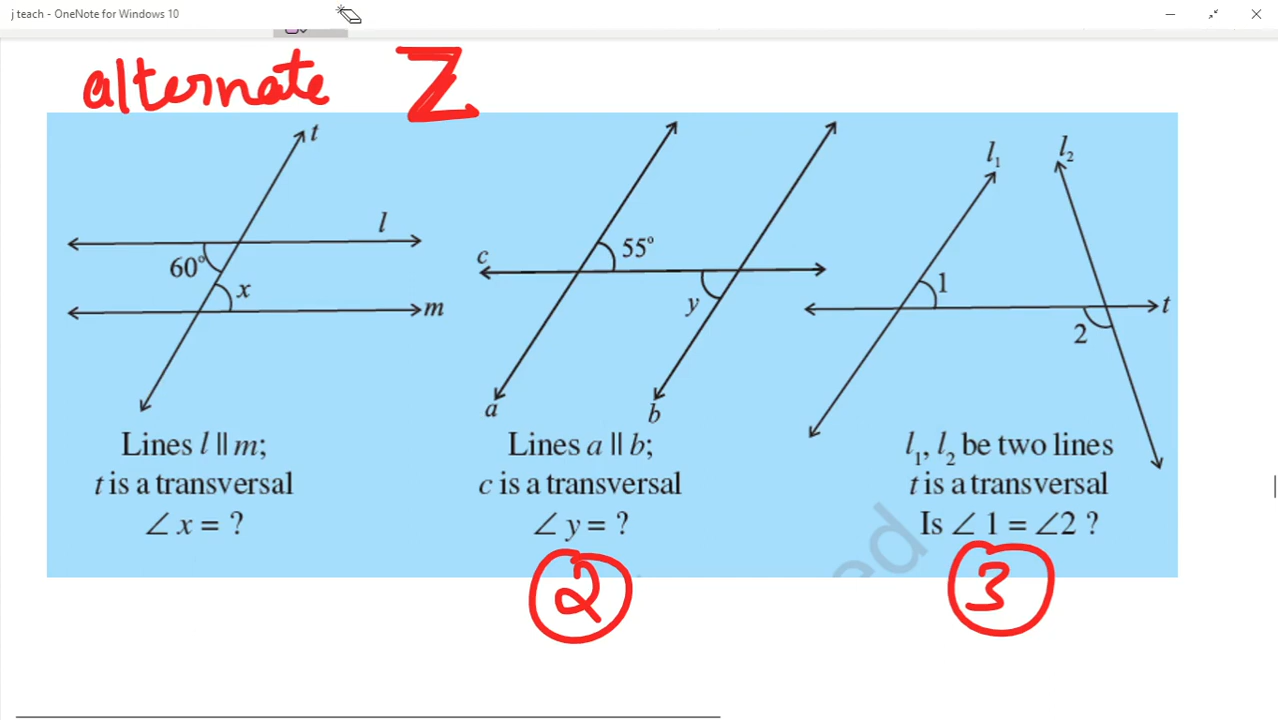 j teach - OneNote for Windows 10
alternate Z
t
l
60°
x
m
c
55°
y
a
b
l₁
l₂
1
t
2
Lines l || m;
t is a transversal
∠ x = ?
Lines a || b;
c is a transversal
∠ y = ?
l₁, l₂ be two lines
t is a transversal
Is ∠ 1 = ∠2 ?
2
3